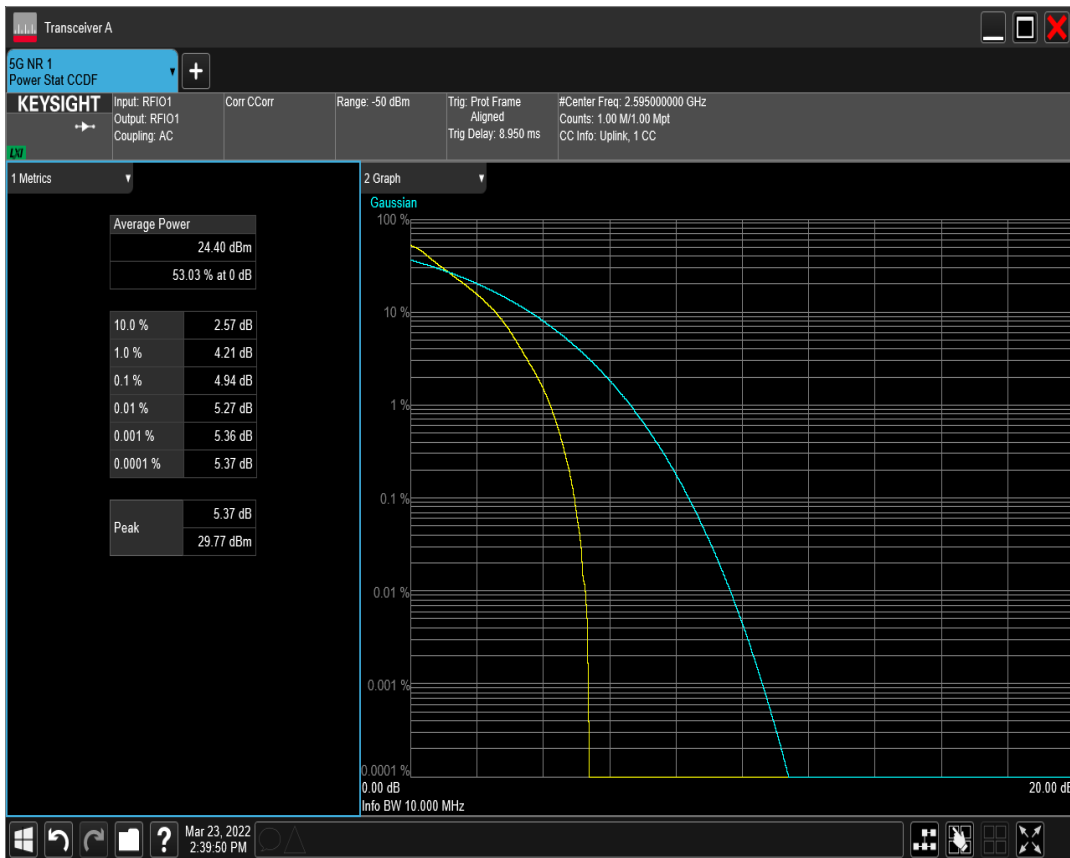 Transceiver A
5G NR 1
Power Stat CCDF
KEYSIGHT
LXI
Input: RFIO1
Output: RFIO1
Coupling: AC
Corr CCorr
Range: -50 dBm
Trig: Prot Frame
Aligned
Trig Delay: 8.950 ms
#Center Freq: 2.595000000 GHz
Counts: 1.00 M/1.00 Mpt
CC Info: Uplink, 1 CC
1 Metrics
Average Power
24.40 dBm
53.03 % at 0 dB
10.0 % 2.57 dB
1.0 % 4.21 dB
0.1 % 4.94 dB
0.01 % 5.27 dB
0.001 % 5.36 dB
0.0001 % 5.37 dB
Peak 5.37 dB
29.77 dBm
2 Graph
Gaussian
100 %
10 %
1 %
0.1 %
0.01 %
0.001 %
0.0001 %
0.00 dB 20.00 dB
Info BW 10.000 MHz
?
Mar 23, 2022
2:39:50 PM